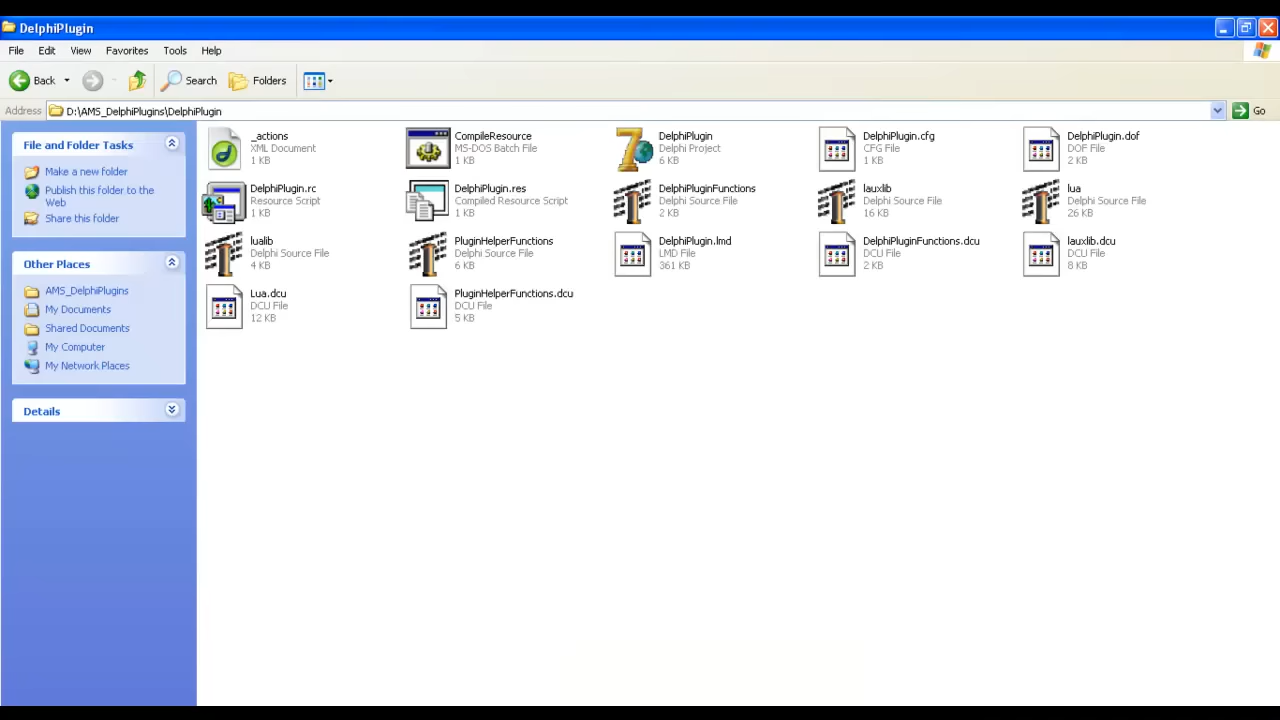 DelphiPlugin
File Edit View Favorites Tools Help
Back Search Folders
Address D:\AMS_DelphiPlugins\DelphiPlugin Go
File and Folder Tasks
Make a new folder
Publish this folder to the
Web
Share this folder
Other Places
AMS_DelphiPlugins
My Documents
Shared Documents
My Computer
My Network Places
Details
_actions
XML Document
1 KB
CompileResource
MS-DOS Batch File
1 KB
DelphiPlugin
Delphi Project
6 KB
DelphiPlugin.cfg
CFG File
1 KB
DelphiPlugin.dof
DOF File
2 KB
DelphiPlugin.rc
Resource Script
1 KB
DelphiPlugin.res
Compiled Resource Script
1 KB
DelphiPluginFunctions
Delphi Source File
2 KB
lauxlib
Delphi Source File
16 KB
lua
Delphi Source File
26 KB
lualib
Delphi Source File
4 KB
PluginHelperFunctions
Delphi Source File
6 KB
DelphiPlugin.lmd
LMD File
361 KB
DelphiPluginFunctions.dcu
DCU File
2 KB
lauxlib.dcu
DCU File
8 KB
Lua.dcu
DCU File
12 KB
PluginHelperFunctions.dcu
DCU File
5 KB